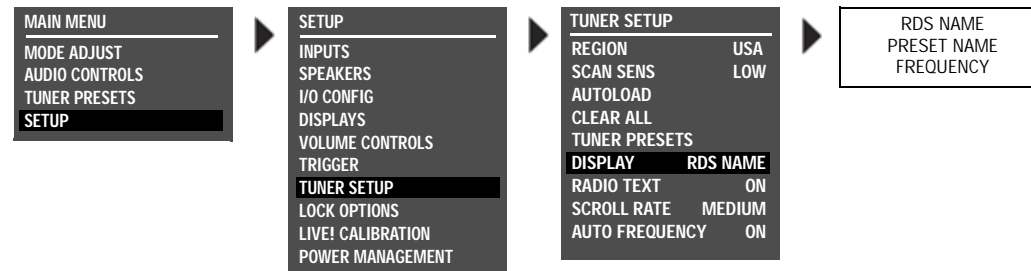 MAIN MENU
MODE ADJUST
AUDIO CONTROLS
TUNER PRESETS
SETUP
SETUP
INPUTS
SPEAKERS
I/O CONFIG
DISPLAYS
VOLUME CONTROLS
TRIGGER
TUNER SETUP
LOCK OPTIONS
LIVE! CALIBRATION
POWER MANAGEMENT
TUNER SETUP
REGION USA
SCAN SENS LOW
AUTOLOAD
CLEAR ALL
TUNER PRESETS
DISPLAY RDS NAME
RADIO TEXT ON
SCROLL RATE MEDIUM
AUTO FREQUENCY ON
RDS NAME
PRESET NAME
FREQUENCY